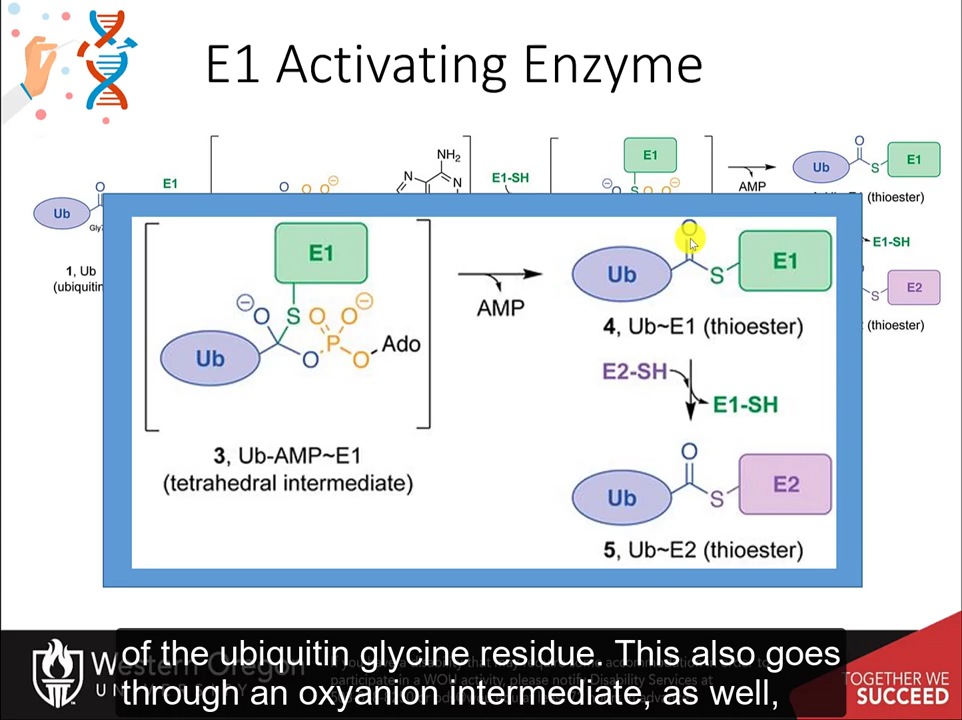 E1 Activating Enzyme
NH₂
N
N
O
O
O
⊖
E1
E1-SH
E1
⊖
S
O
O
⊖
AMP
O
Ub
S
E1
(thioester)
Ub
O
Gly
1, Ub
(ubiquitin
E1-SH
S
E2
(thioester)
E1
⊖
O
S
O
O
⊖
Ub
O
P
O
Ado
3, Ub-AMP~E1
(tetrahedral intermediate)
AMP
O
Ub
S
E1
4, Ub~E1 (thioester)
E2-SH
E1-SH
O
Ub
S
E2
5, Ub~E2 (thioester)
of the ubiquitin glycine residue. This also goes
through an oxyanion intermediate, as well,
Western Oregon
participate in a WOU activity, please notify Disability Services at
TOGETHER WE
SUCCEED